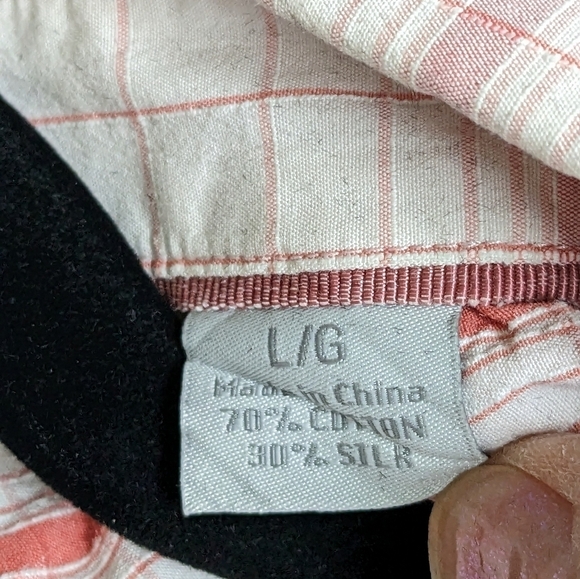 L/G
Made in China
70% COTTON
30% SILK